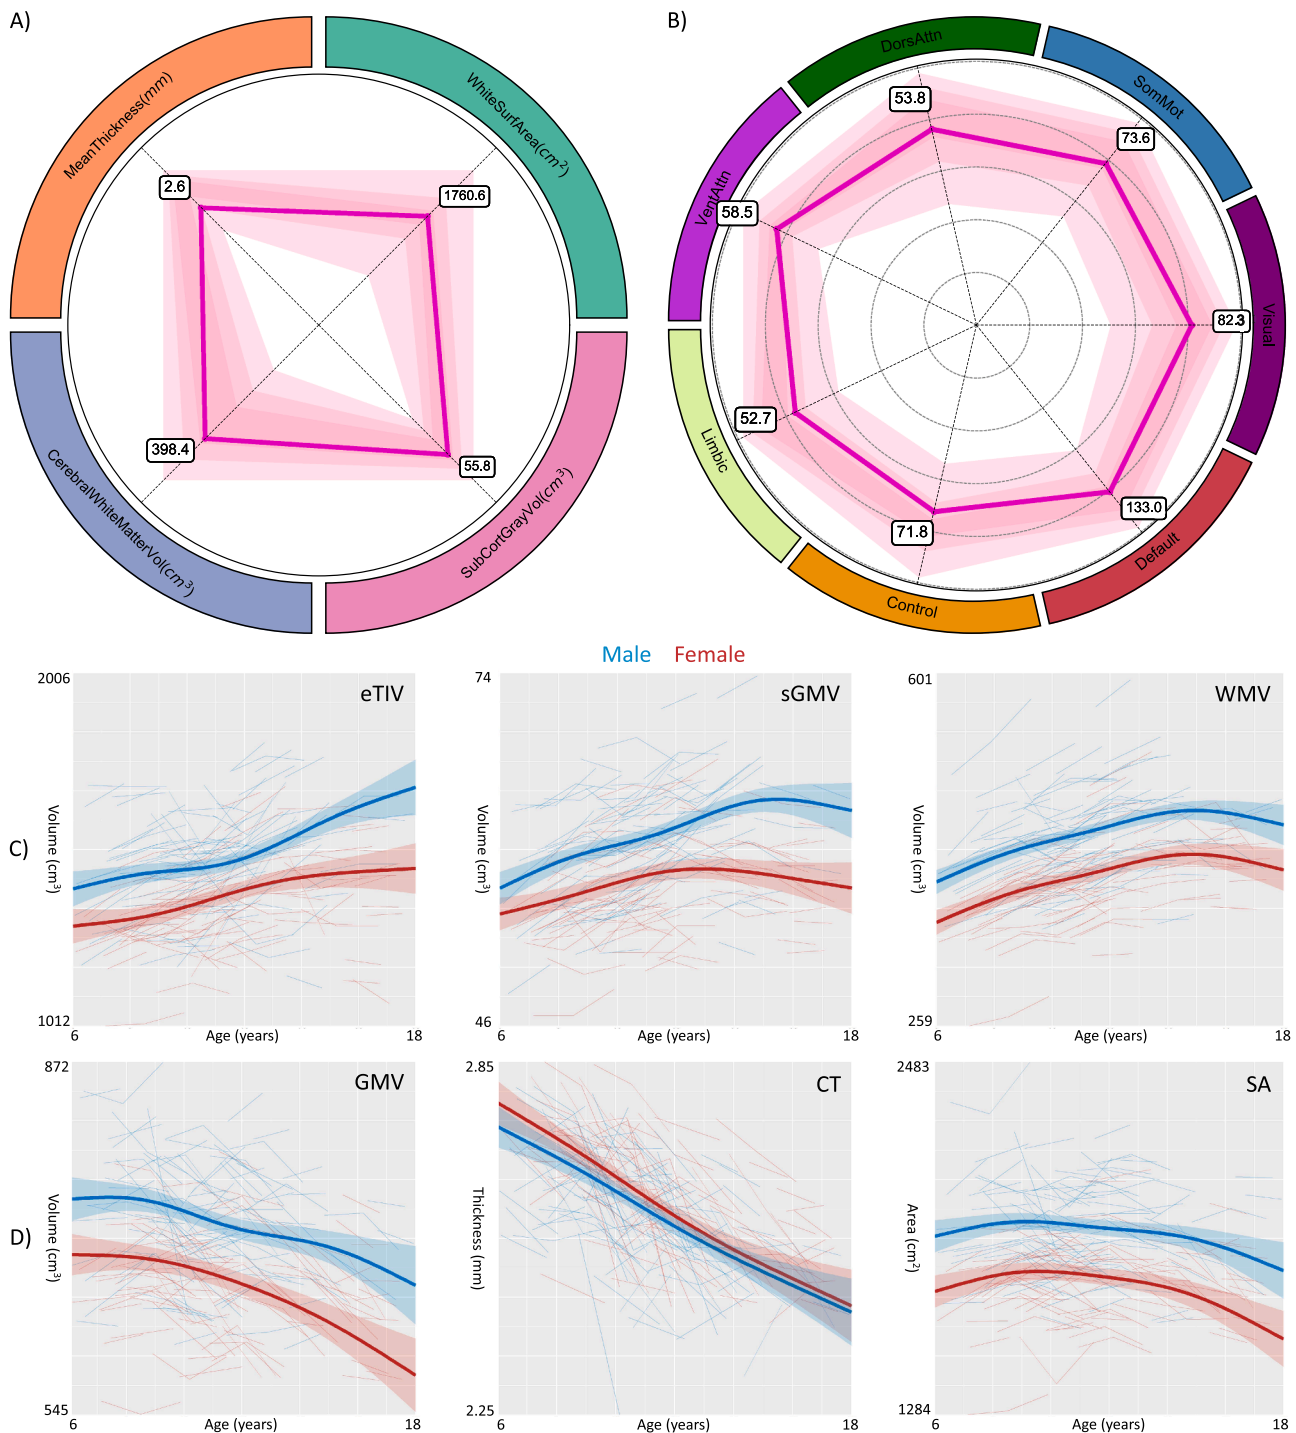 A)
MeanThickness(mm)
WhiteSurfArea(cm²)
2.6
1760.6
398.4
55.8
CerebralWhiteMatterVol(cm³)
SubCortGrayVol(cm³)
B)
DorsAttn
SomMot
VentAttn
Visual
Limbic
Control
Default
53.8
73.6
58.5
82.3
52.7
71.8
133.0
Male Female
C)
2006
eTIV
Volume (cm³)
1012
6
Age (years)
18
74
sGMV
Volume (cm³)
46
6
Age (years)
18
601
WMV
Volume (cm³)
259
6
Age (years)
18
D)
872
GMV
Volume (cm³)
545
6
Age (years)
18
2.85
CT
Thickness (mm)
2.25
6
Age (years)
18
2483
SA
Area (cm²)
1284
6
Age (years)
18